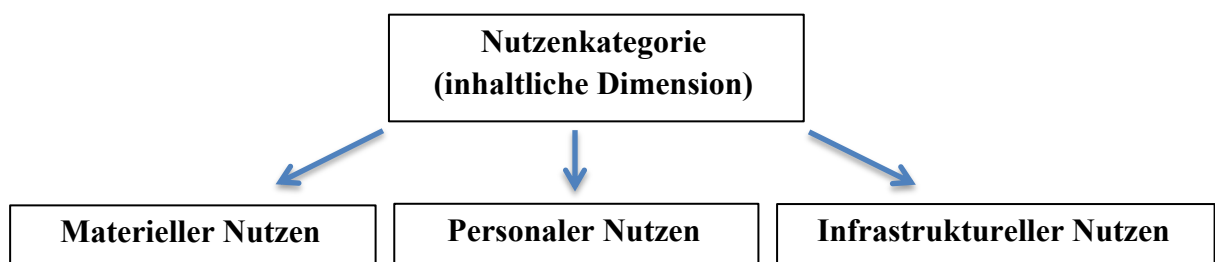 Nutzenkategorie
(inhaltliche Dimension)
Materieller Nutzen
Personaler Nutzen
Infrastruktureller Nutzen